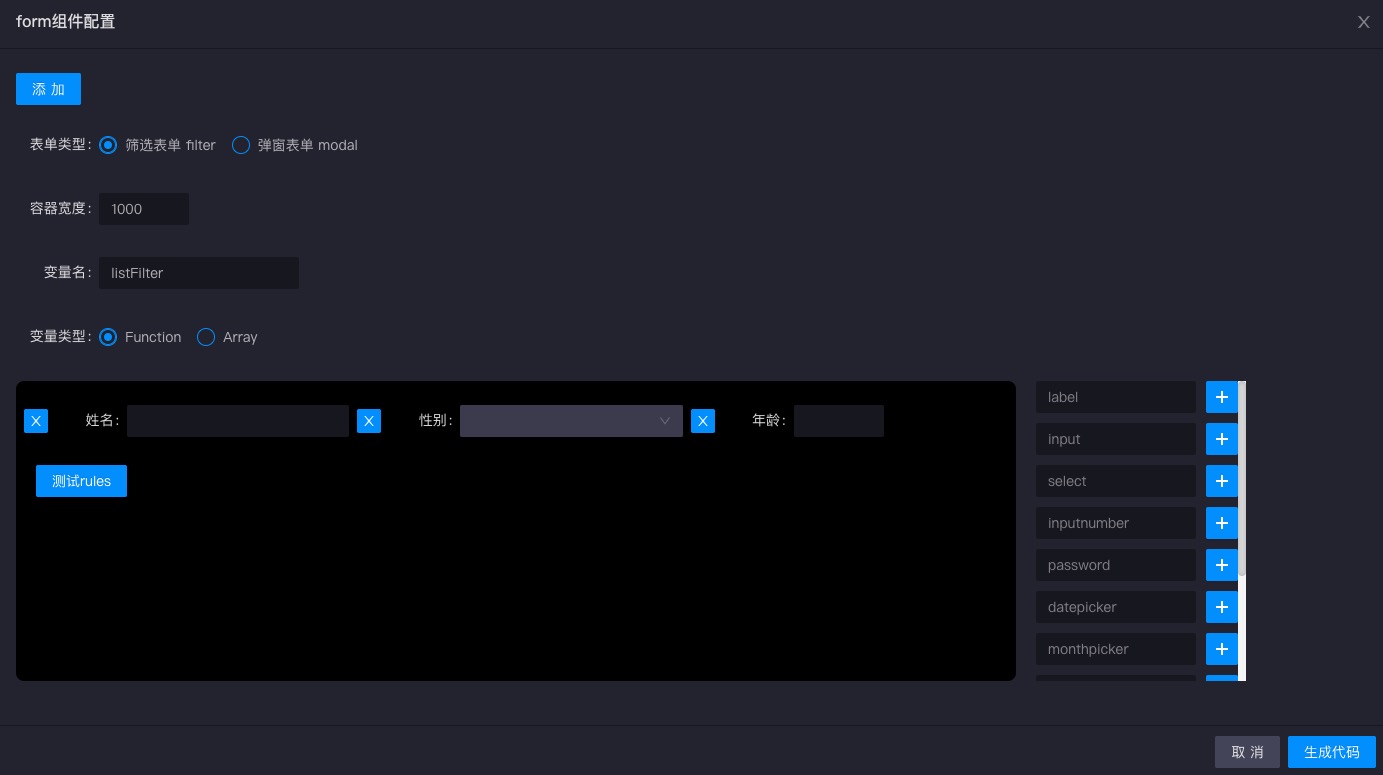 form组件配置 X
添 加
表单类型: 筛选表单 filter 弹窗表单 modal
容器宽度: 1000
变量名: listFilter
变量类型: Function Array
X 姓名: X 性别: X 年龄:
测试rules
label +
input +
select +
inputnumber +
password +
datepicker +
monthpicker +
取 消 生成代码